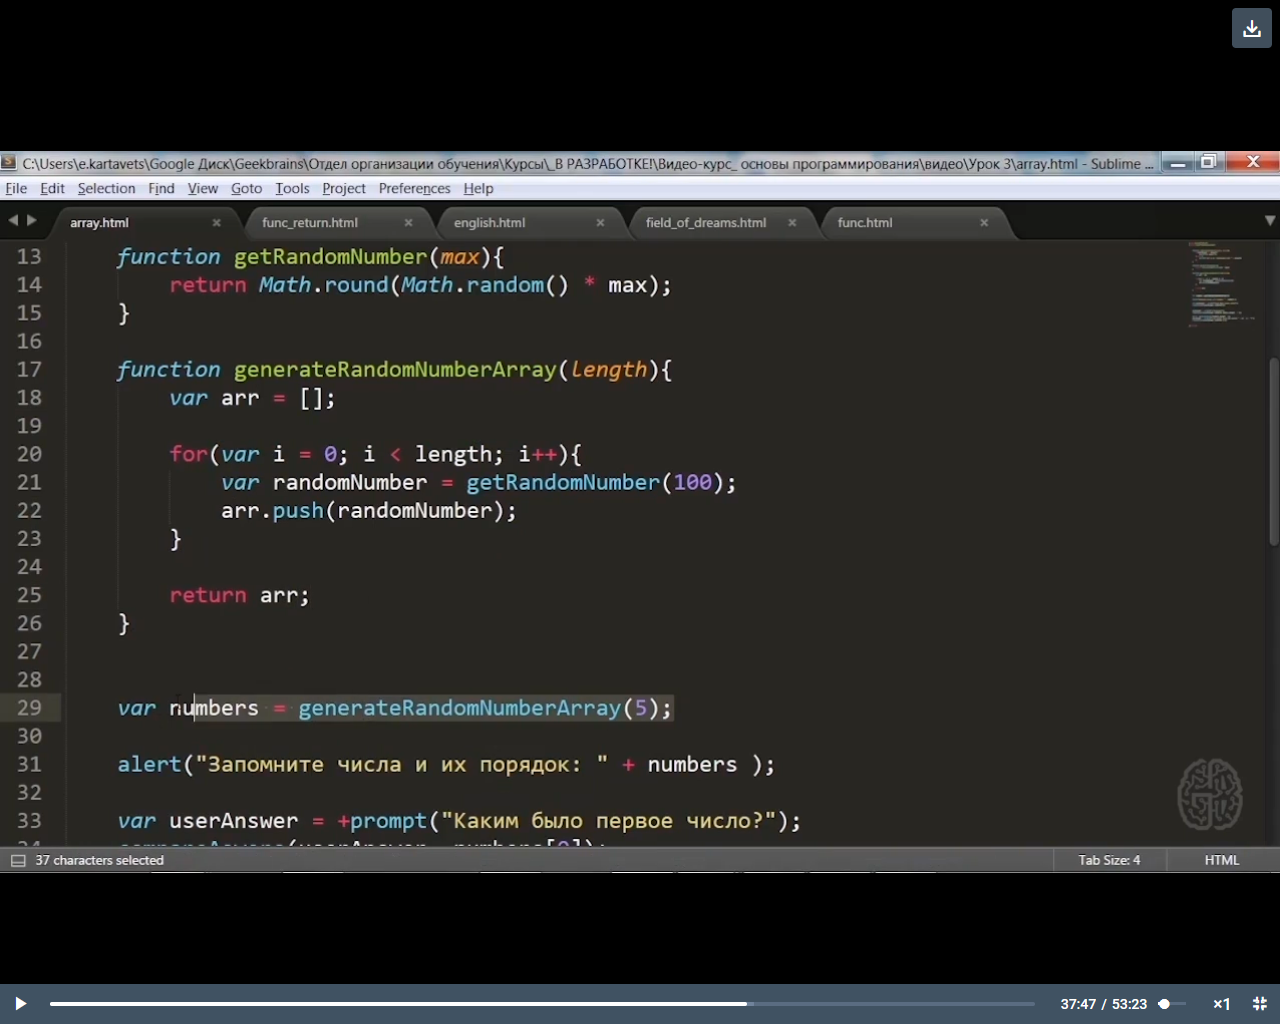 C:\Users\e.kartavets\Google Диск\Geekbrains\Отдел организации обучения\Курсы\_В РАЗРАБОТКЕ!\Видео-курс_ основы программирования\видео\Урок 3\array.html - Sublime ...
File Edit Selection Find View Goto Tools Project Preferences Help
array.html × func_return.html × english.html × field_of_dreams.html × func.html ×
13 function getRandomNumber(max){
14 return Math.round(Math.random() * max);
15 }
16
17 function generateRandomNumberArray(length){
18 var arr = [];
19
20 for(var i = 0; i < length; i++){
21 var randomNumber = getRandomNumber(100);
22 arr.push(randomNumber);
23 }
24
25 return arr;
26 }
27
28
29 var numbers = generateRandomNumberArray(5);
30
31 alert("Запомните числа и их порядок: " + numbers );
32
33 var userAnswer = +prompt("Каким было первое число?");
37 characters selected Tab Size: 4 HTML
37:47 / 53:23 ×1